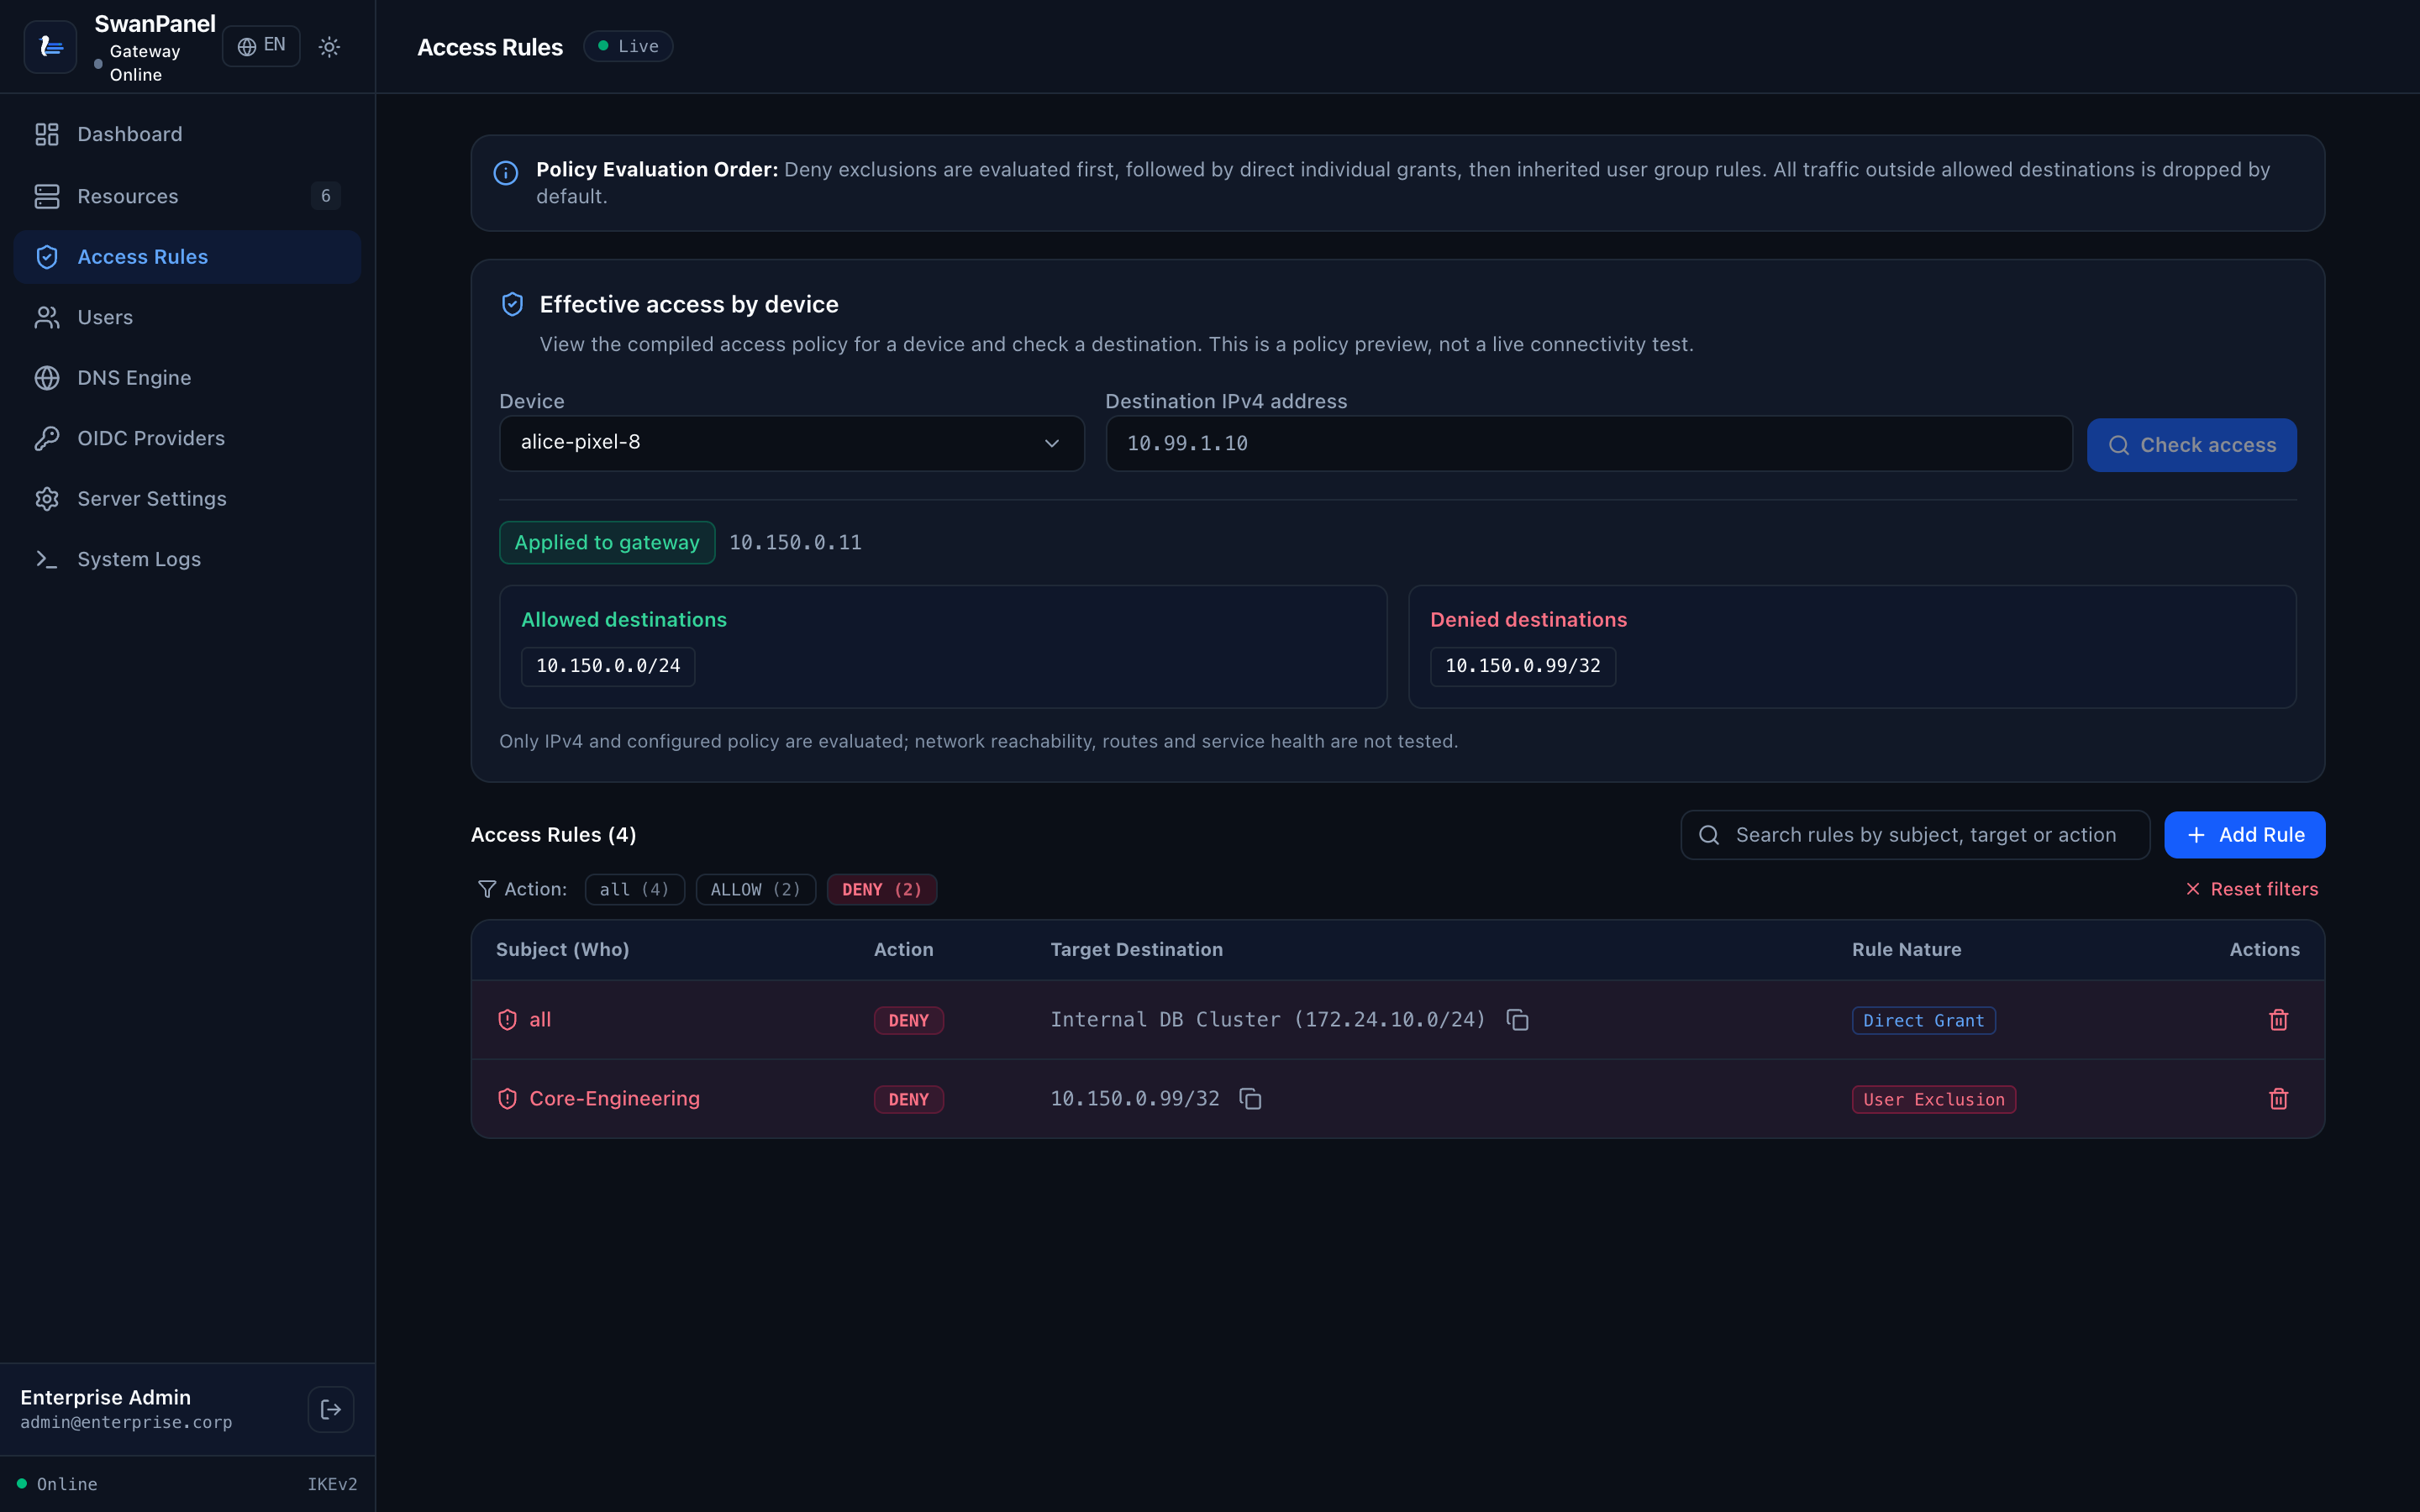 SwanPanel
Gateway
Online
EN
Dashboard
Resources
6
Access Rules
Users
DNS Engine
OIDC Providers
Server Settings
System Logs
Enterprise Admin
admin@enterprise.corp
Online
IKEv2
Access Rules
Live
Policy Evaluation Order: Deny exclusions are evaluated first, followed by direct individual grants, then inherited user group rules. All traffic outside allowed destinations is dropped by
default.
Effective access by device
View the compiled access policy for a device and check a destination. This is a policy preview, not a live connectivity test.
Device
Destination IPv4 address
alice-pixel-8
10.99.1.10
Check access
Applied to gateway
10.150.0.11
Allowed destinations
10.150.0.0/24
Denied destinations
10.150.0.99/32
Only IPv4 and configured policy are evaluated; network reachability, routes and service health are not tested.
Access Rules (4)
Search rules by subject, target or action
Add Rule
Action:
all (4)
ALLOW (2)
DENY (2)
Reset filters
Subject (Who)
Action
Target Destination
Rule Nature
Actions
all
DENY
Internal DB Cluster (172.24.10.0/24)
Direct Grant
Core-Engineering
DENY
10.150.0.99/32
User Exclusion